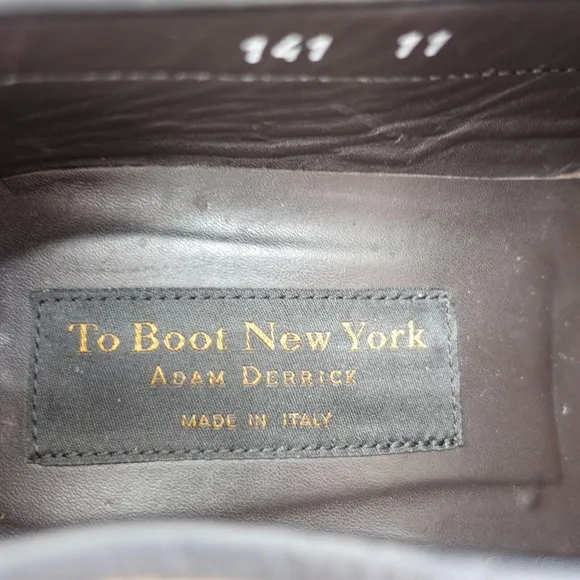 141 11
To Boot New York
ADAM DERRICK
MADE IN ITALY